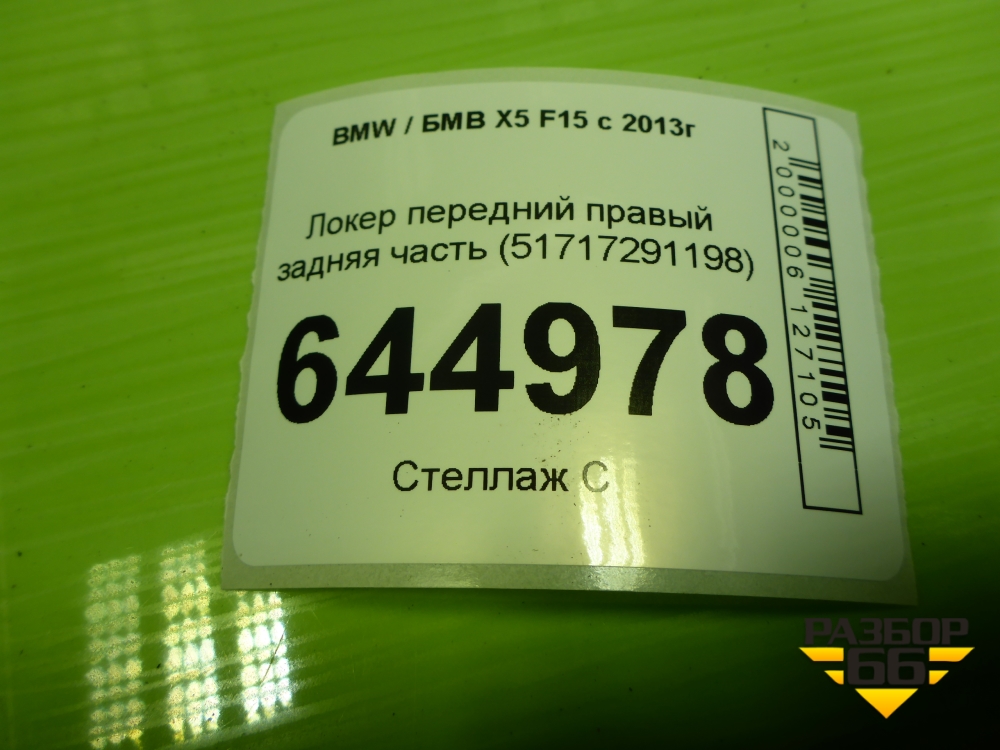 BMW / БМВ X5 F15 с 2013г
Локер передний правый
задняя часть (51717291198)
644978
Стеллаж С
2000006127105
РАЗБОР
66